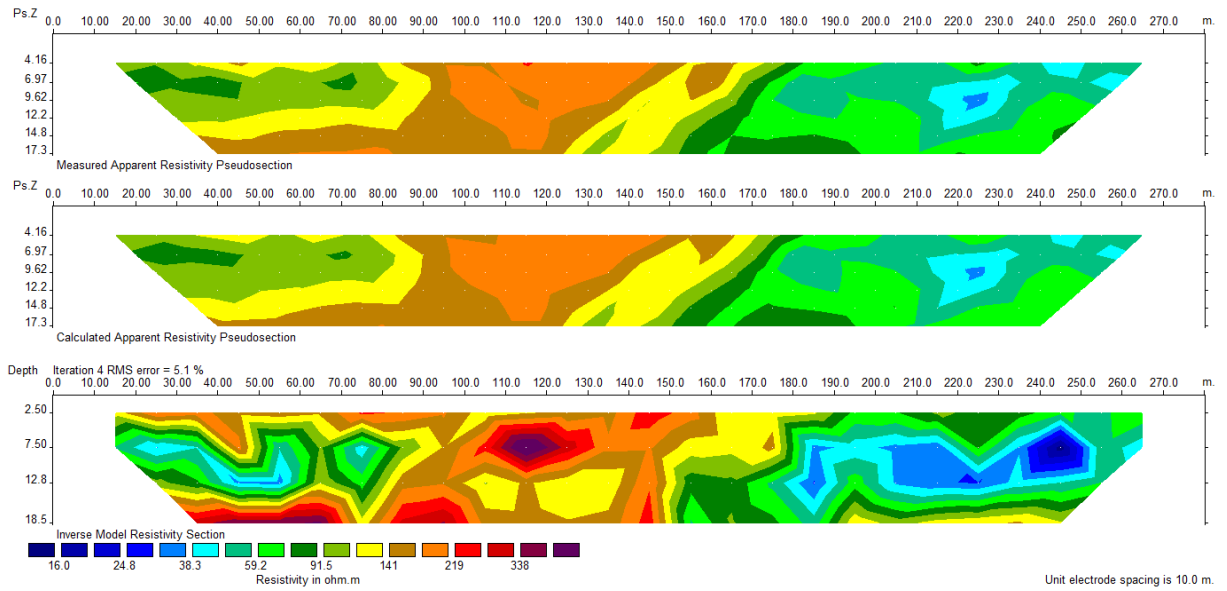 Ps.Z 0.0 10.00 20.00 30.00 40.00 50.00 60.00 70.00 80.00 90.00 100.0 110.0 120.0 130.0 140.0 150.0 160.0 170.0 180.0 190.0 200.0 210.0 220.0 230.0 240.0 250.0 260.0 270.0 m.
4.16
6.97
9.62
12.2
14.8
17.3
Measured Apparent Resistivity Pseudosection
Ps.Z 0.0 10.00 20.00 30.00 40.00 50.00 60.00 70.00 80.00 90.00 100.0 110.0 120.0 130.0 140.0 150.0 160.0 170.0 180.0 190.0 200.0 210.0 220.0 230.0 240.0 250.0 260.0 270.0 m.
4.16
6.97
9.62
12.2
14.8
17.3
Calculated Apparent Resistivity Pseudosection
Depth Iteration 4 RMS error = 5.1 %
0.0 10.00 20.00 30.00 40.00 50.00 60.00 70.00 80.00 90.00 100.0 110.0 120.0 130.0 140.0 150.0 160.0 170.0 180.0 190.0 200.0 210.0 220.0 230.0 240.0 250.0 260.0 270.0 m.
2.50
7.50
12.8
18.5
Inverse Model Resistivity Section
16.0 24.8 38.3 59.2 91.5 141 219 338
Resistivity in ohm.m
Unit electrode spacing is 10.0 m.